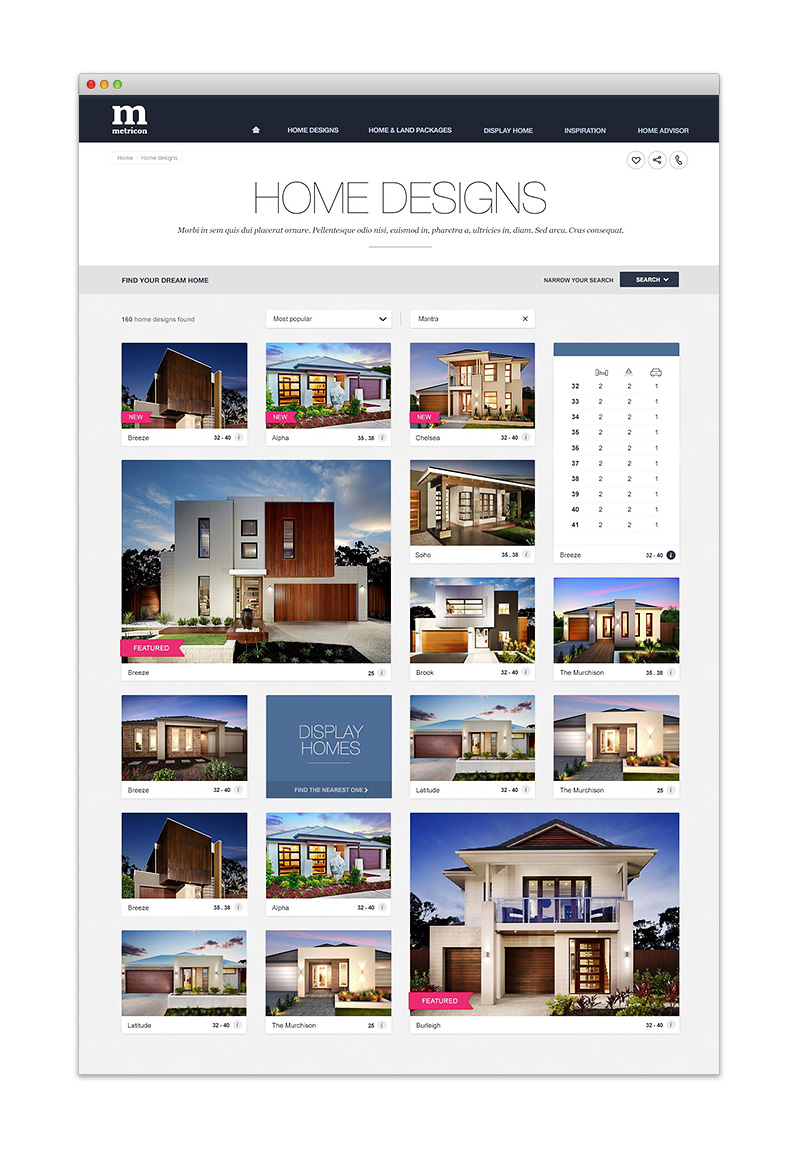 m
metricon
HOME DESIGNS
HOME & LAND PACKAGES
DISPLAY HOME
INSPIRATION
HOME ADVISOR
Home / Home designs
HOME DESIGNS
Morbi in sem quis dui placerat ornare. Pellentesque odio nisi, euismod in, pharetra a, ultricies in, diam. Sed arcu. Cras consequat.
FIND YOUR DREAM HOME
NARROW YOUR SEARCH
SEARCH
160 home designs found
Most popular
Mantra
NEW
Breeze 32 - 40 i
NEW
Alpha 35 . 38 i
NEW
Chelsea 32 - 40 i
32 2 2 1
33 2 2 1
34 2 2 1
35 2 2 1
36 2 2 1
37 2 2 1
38 2 2 1
39 2 2 1
40 2 2 1
41 2 2 1
Breeze 32 - 40 i
FEATURED
Breeze 25 i
Soho 35 . 38 i
Brook 32 - 40 i
The Murchison 35 . 38 i
Breeze 32 - 40 i
DISPLAY
HOMES
FIND THE NEAREST ONE
Latitude 32 - 40 i
The Murchison 25 i
Breeze 35 . 38 i
Alpha 32 - 40 i
Latitude 32 - 40 i
The Murchison 25 i
FEATURED
Burleigh 32 - 40 i